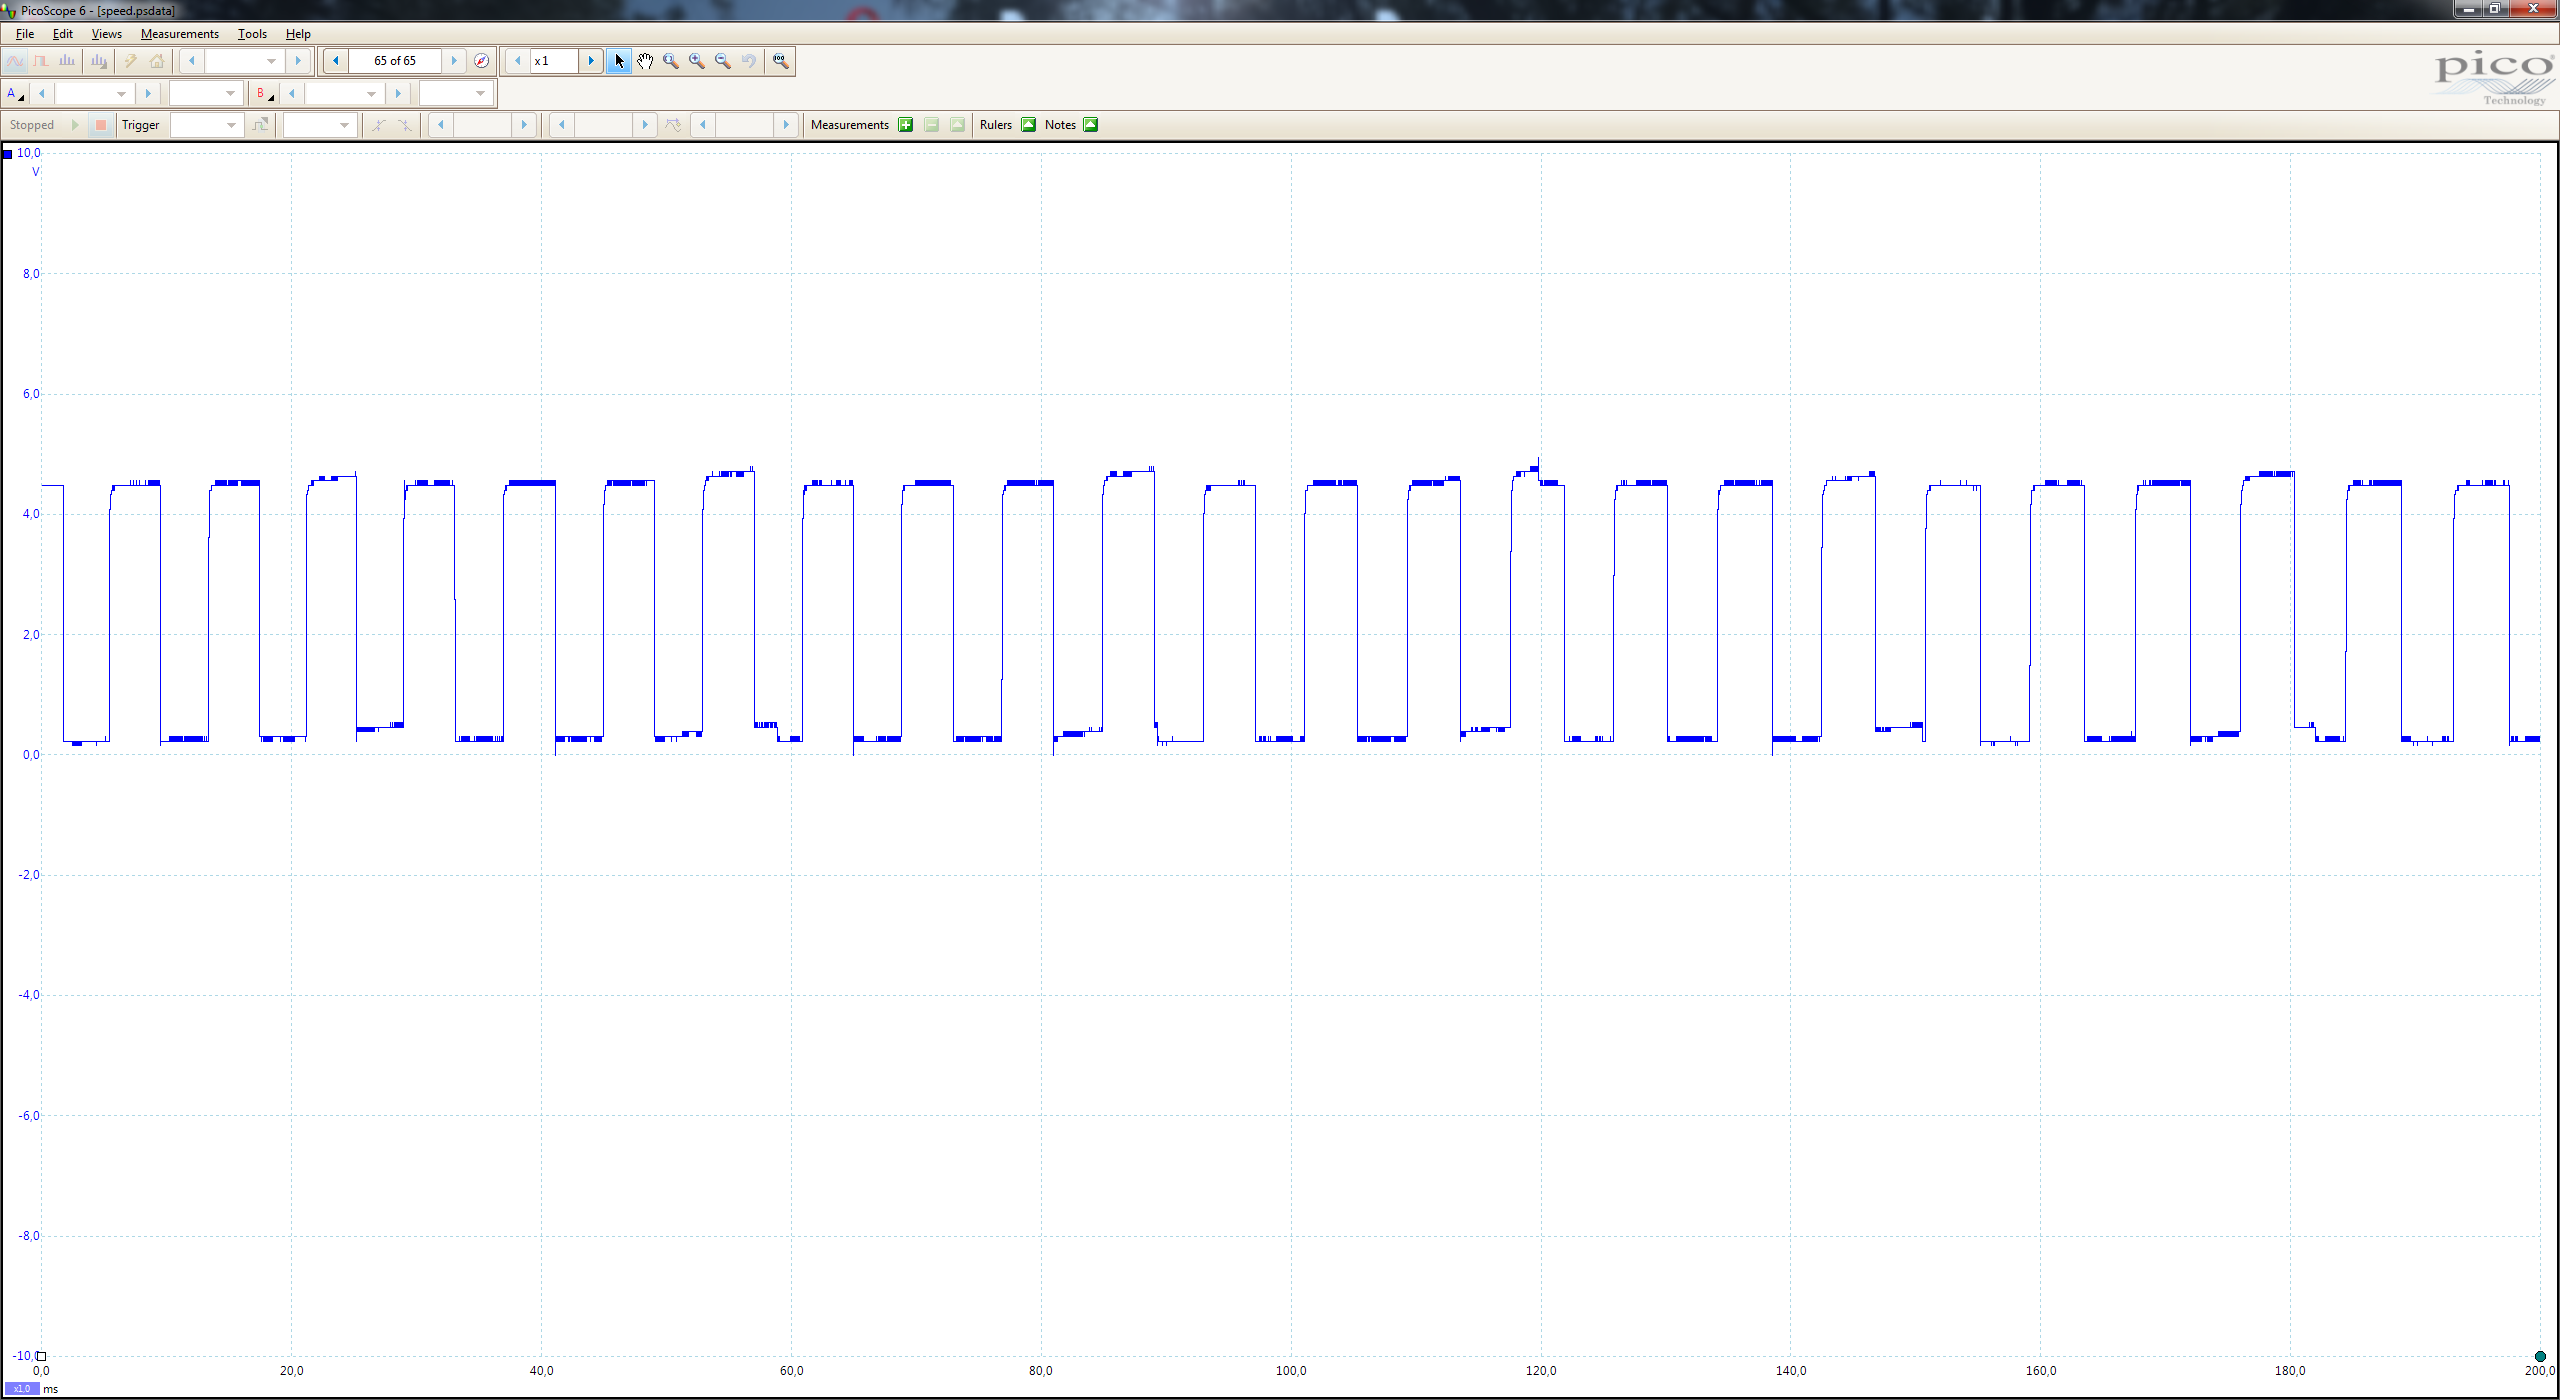 PicoScope 6 - [speed.psdata]
File Edit Views Measurements Tools Help
65 of 65 x1
pico
Technology
A B
Stopped Trigger Measurements Rulers Notes
10,0
V
8,0
6,0
4,0
2,0
0,0
-2,0
-4,0
-6,0
-8,0
-10,0
0,0 20,0 40,0 60,0 80,0 100,0 120,0 140,0 160,0 180,0 200,0
x1,0 ms